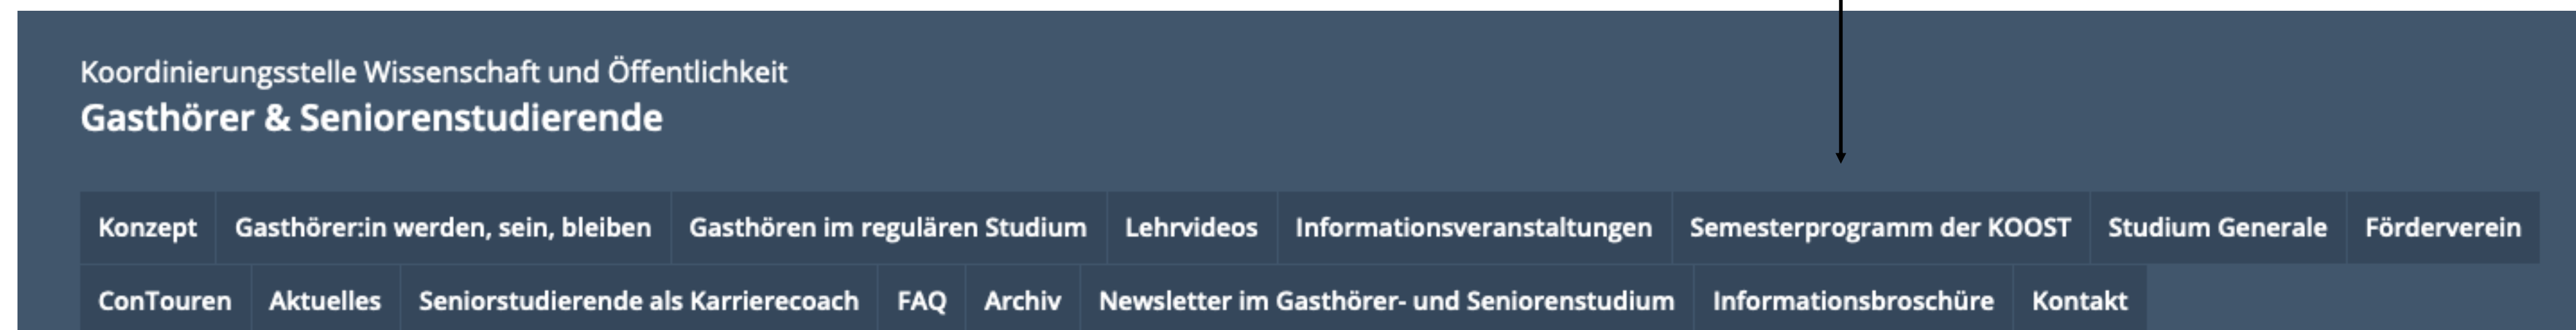 Koordinierungsstelle Wissenschaft und Öffentlichkeit
Gasthörer & Seniorenstudierende
Konzept Gasthörer:in werden, sein, bleiben Gasthören im regulären Studium Lehrvideos Informationsveranstaltungen Semesterprogramm der KOOST Studium Generale Förderverein
ConTouren Aktuelles Seniorstudierende als Karrierecoach FAQ Archiv Newsletter im Gasthörer- und Seniorenstudium Informationsbroschüre Kontakt